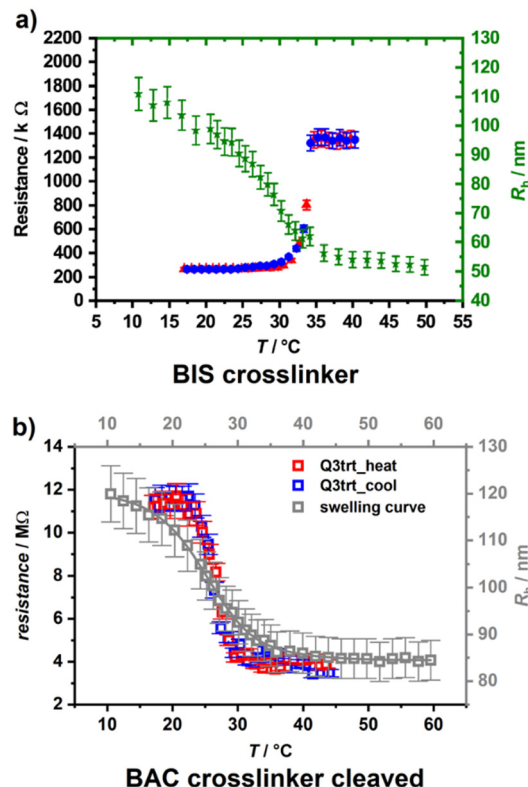 a)
2200
2000
1800
1600
1400
1200
1000
800
600
400
200
0
Resistance / k Ω
130
120
110
100
90
80
70
60
50
40
Rh / nm
5 10 15 20 25 30 35 40 45 50 55
T / °C
BIS crosslinker
10 20 30 40 50 60
b)
14
12
10
8
6
4
2
resistance / MΩ
Q3trt_heat
Q3trt_cool
swelling curve
130
120
110
100
90
80
Rh / nm
10 20 30 40 50 60
T / °C
BAC crosslinker cleaved